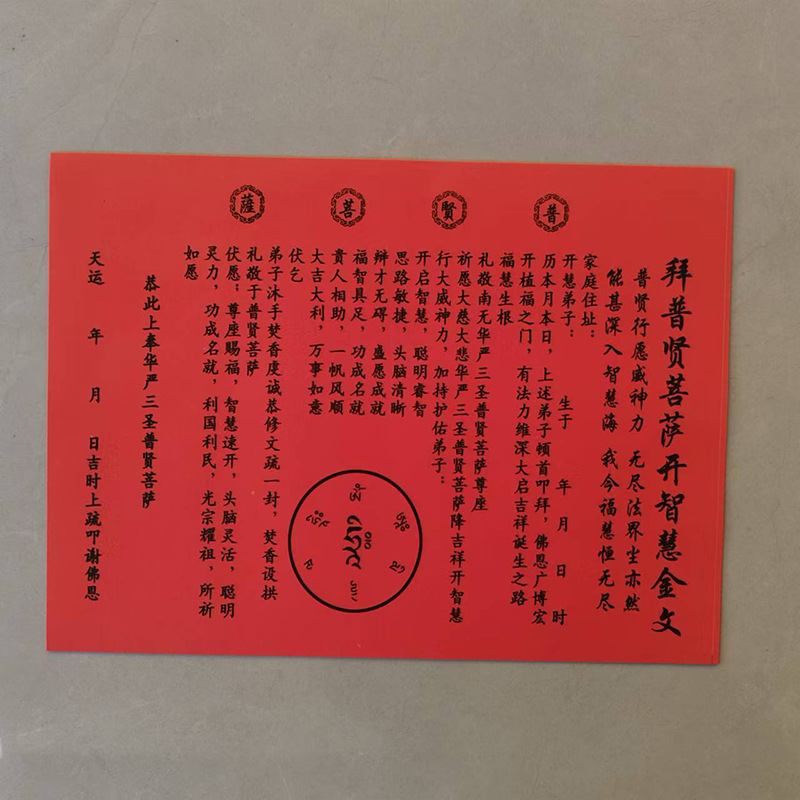 拜普贤菩萨开智慧金文
普贤行愿威神力　无尽法界尘亦然
能甚深入智慧海　我今福慧恒无尽
普贤菩薩
家庭住址：
开慧弟子：　生于　年　月　日　时
历本月本日，上述弟子顿首叩拜，佛恩广博宏
开植福之门，有法力维深大启吉祥诞生之路
福慧生根
礼敬南无华严三圣普贤菩萨尊座
祈愿大慈大悲华严三圣普贤菩萨降吉祥开智慧
行大威神力，加持护佑弟子：
开启智慧，聪明睿智
思路敏捷，头脑清晰
辩才无碍，盛愿成就
福智具足，功成名就
貴人相助，一帆风顺
大吉大利，万事如意
伏乞
弟子沐手焚香虔诚恭修文疏一封，焚香设拱
礼敬于普贤菩萨
伏愿：尊座赐福，智慧速开，头脑灵活，聪明
灵力，功成名就，利国利民，光宗耀祖，所祈
如愿
恭此上奉华严三圣普贤菩萨
天运　年　月　日吉时上疏叩谢佛恩